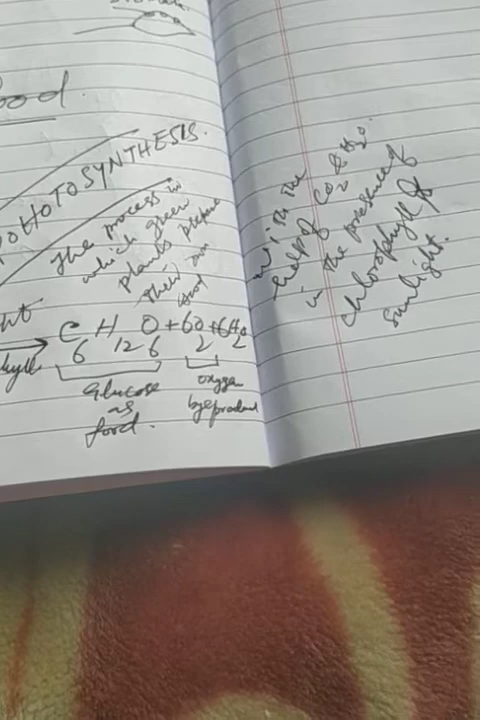 ood.
PHOTOSYNTHESIS.
The process in
which green
plants prepare
their own
food
C6H12O6 + 6O2 + 6H2O
Glucose
as
food.
oxygen
byeproduct
With the
help of CO2 & H2O.
in the presence of
chlorophyll &
sunlight.